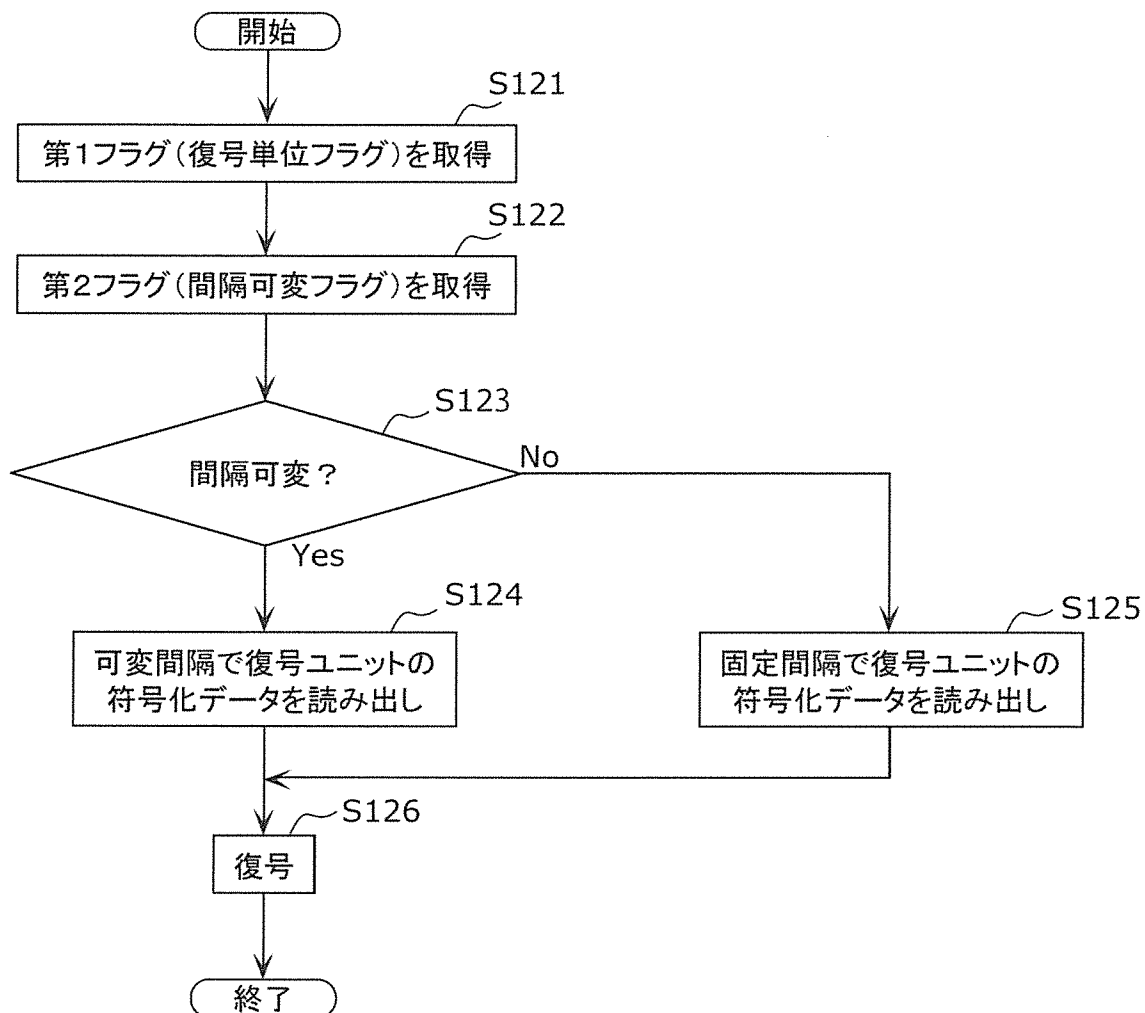 開始
S121
第1フラグ(復号単位フラグ)を取得
S122
第2フラグ(間隔可変フラグ)を取得
S123
間隔可変?
No
Yes
S124
可変間隔で復号ユニットの
符号化データを読み出し
S125
固定間隔で復号ユニットの
符号化データを読み出し
S126
復号
終了